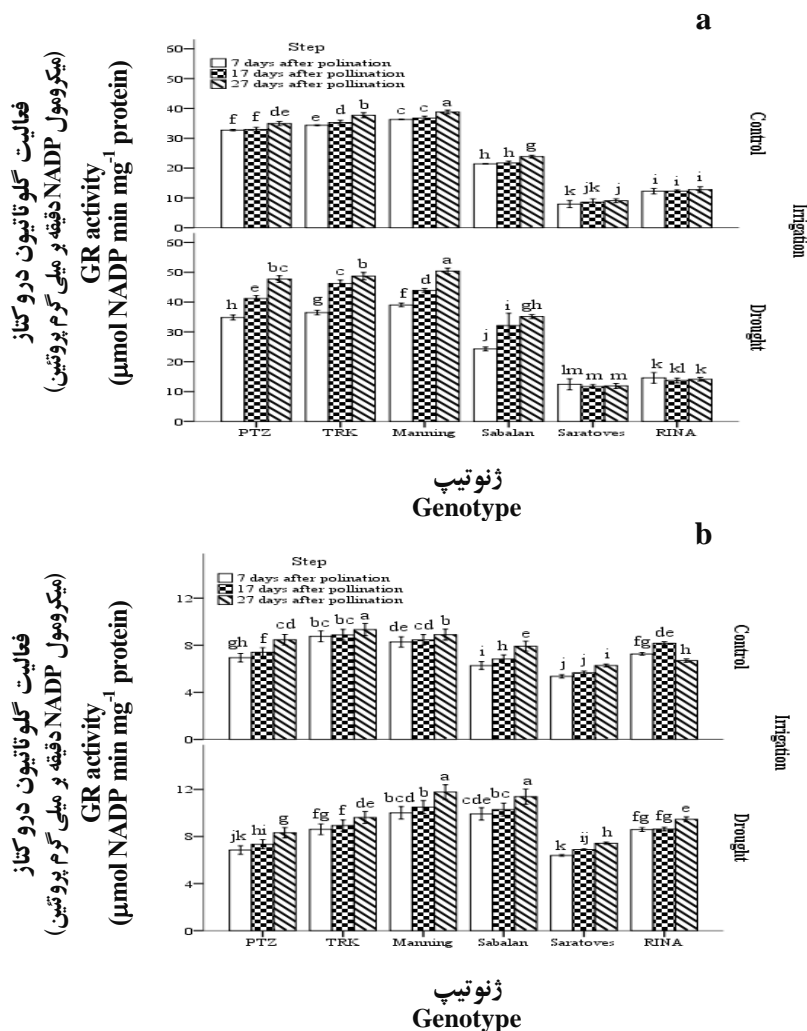 a
فعالیت گلوتاتیون دروکتاز
(میکرومول NADP دقیقه بر میلی گرم پروتئین)
GR activity
(µmol NADP min mg⁻¹ protein)
Step
7 days after polination
17 days after pollination
27 days after pollination
60
50
40
30
20
10
0
f f de e d b c c a h h g k jk j i i i
Control
Irrigation
60
50
40
30
20
10
0
h e bc g c b f d a j i gh lm m m k kl k
Drought
PTZ TRK Manning Sabalan Saratoves RINA
ژنوتیپ
Genotype
b
فعالیت گلوتاتیون دروکتاز
(میکرومول NADP دقیقه بر میلی گرم پروتئین)
GR activity
(µmol NADP min mg⁻¹ protein)
Step
7 days after polination
17 days after pollination
27 days after pollination
12
8
4
0
gh f cd bc bc a de cd b i h e j j i fg de h
Control
Irrigation
12
8
4
0
jk hi g fg f de bcd b a cde bc a k ij h fg fg e
Drought
PTZ TRK Manning Sabalan Saratoves RINA
ژنوتیپ
Genotype